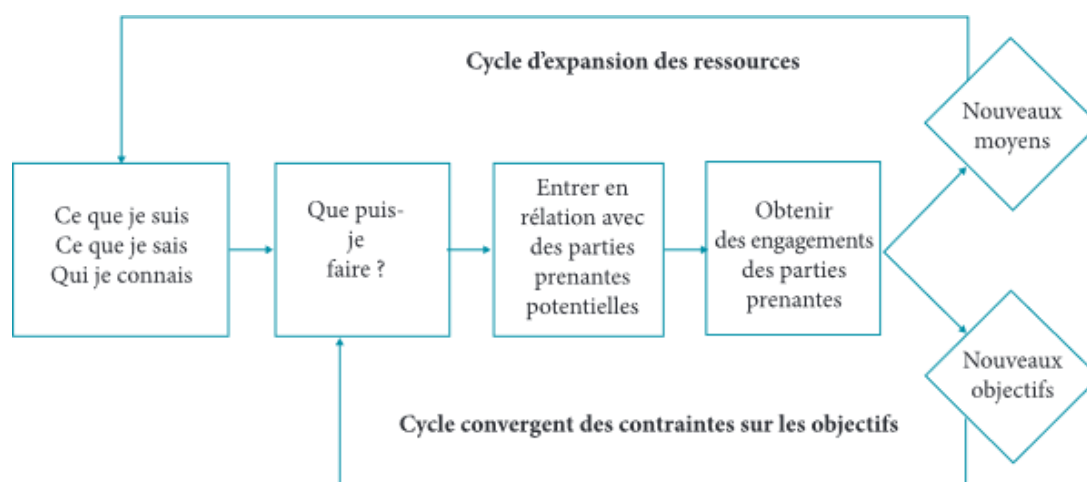 Cycle d’expansion des ressources
Nouveaux
moyens
Ce que je suis
Ce que je sais
Qui je connais
Que puis-
je
faire ?
Entrer en
rélation avec
des parties
prenantes
potentielles
Obtenir
des engagements
des parties
prenantes
Nouveaux
objectifs
Cycle convergent des contraintes sur les objectifs